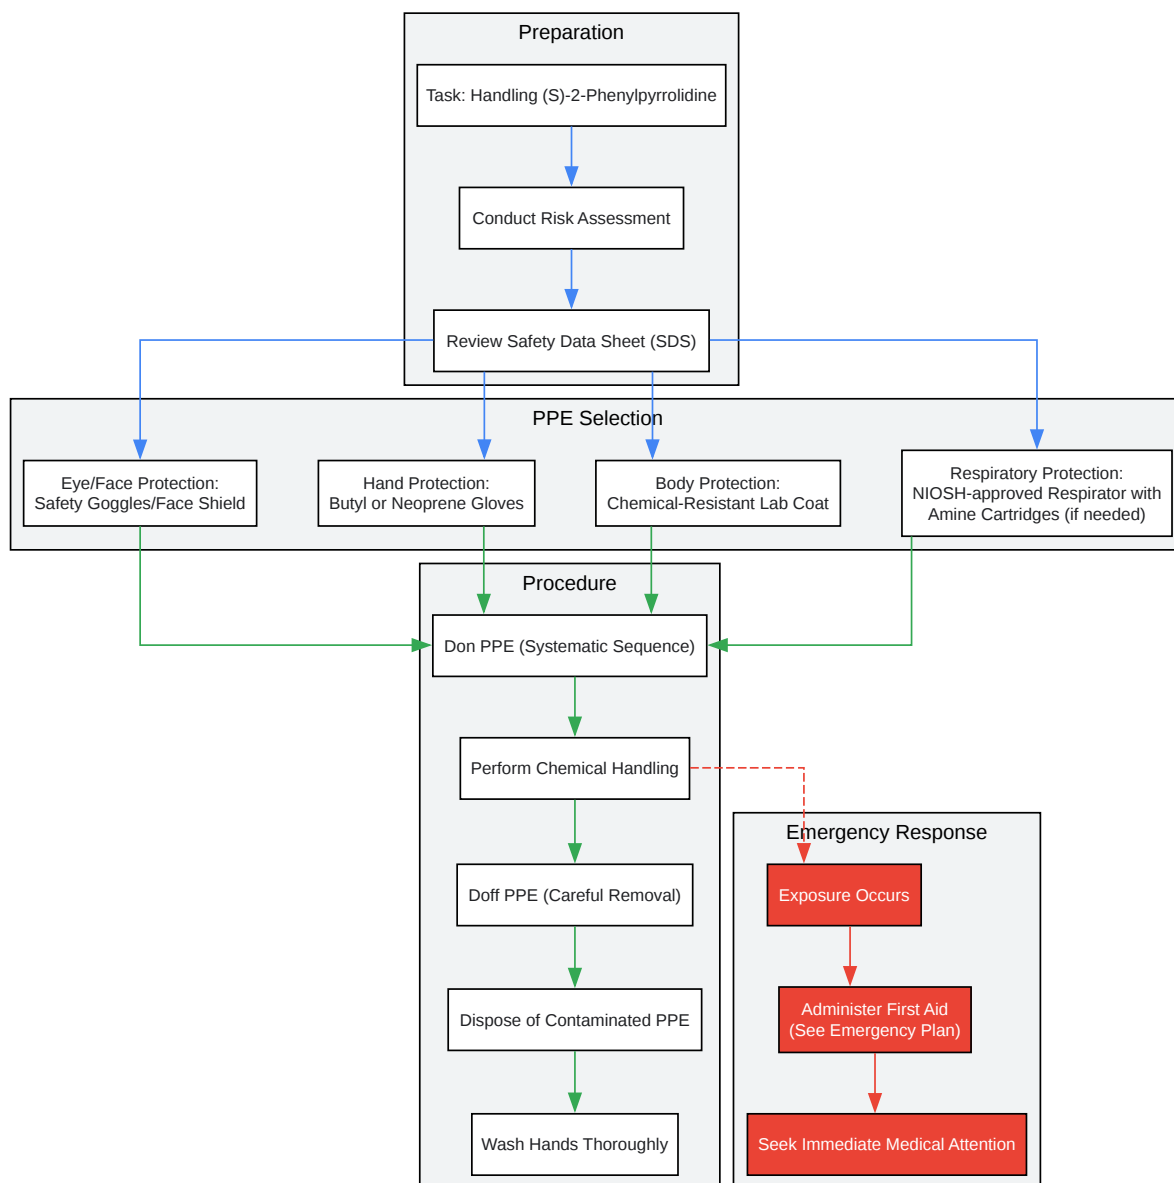 Preparation
Task: Handling (S)-2-Phenylpyrrolidine
Conduct Risk Assessment
Review Safety Data Sheet (SDS)
PPE Selection
Eye/Face Protection:
Safety Goggles/Face Shield
Hand Protection:
Butyl or Neoprene Gloves
Body Protection:
Chemical-Resistant Lab Coat
Respiratory Protection:
NIOSH-approved Respirator with
Amine Cartridges (if needed)
Procedure
Don PPE (Systematic Sequence)
Perform Chemical Handling
Doff PPE (Careful Removal)
Dispose of Contaminated PPE
Wash Hands Thoroughly
Emergency Response
Exposure Occurs
Administer First Aid
(See Emergency Plan)
Seek Immediate Medical Attention